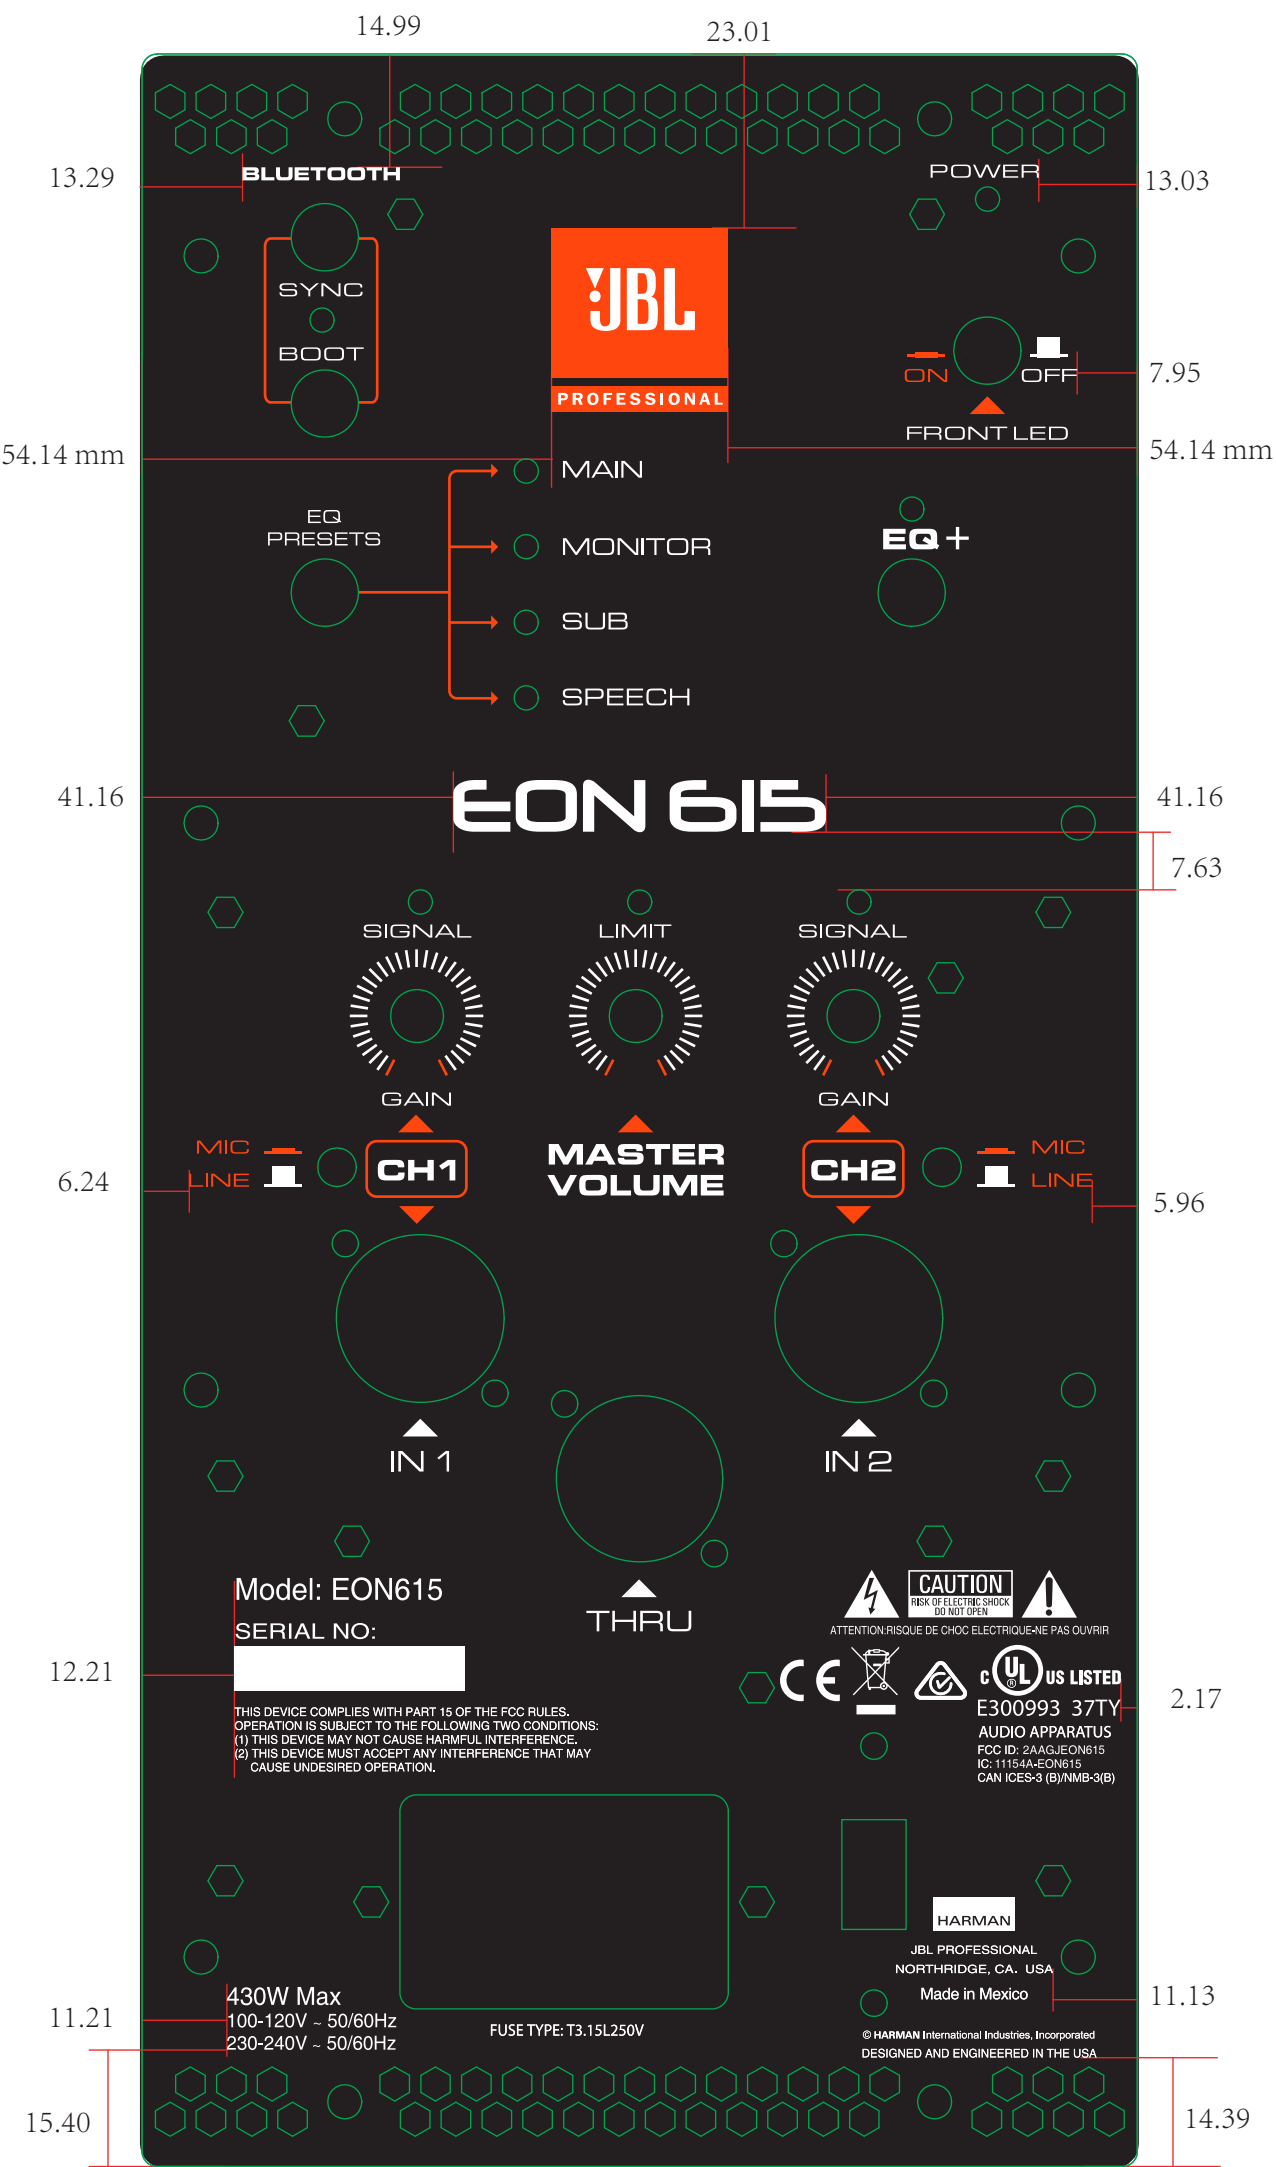 14.99
23.01
BLUETOOTH
POWER
13.29
13.03
SYNC
BOOT
JBL
PROFESSIONAL
ON
OFF
7.95
FRONT LED
54.14 mm
54.14 mm
MAIN
EQ
PRESETS
MONITOR
EQ+
SUB
SPEECH
41.16
EON 615
41.16
7.63
SIGNAL
LIMIT
SIGNAL
GAIN
GAIN
MIC
LINE
CH1
MASTER
VOLUME
CH2
MIC
LINE
6.24
5.96
IN 1
IN 2
THRU
Model: EON615
SERIAL NO:
CAUTION
RISK OF ELECTRIC SHOCK
DO NOT OPEN
ATTENTION:RISQUE DE CHOC ELECTRIQUE-NE PAS OUVRIR
12.21
CE
C UL ® US LISTED
E300993 37TY
2.17
AUDIO APPARATUS
FCC ID: 2AAGJEON615
IC: 11154A-EON615
CAN ICES-3 (B)/NMB-3(B)
THIS DEVICE COMPLIES WITH PART 15 OF THE FCC RULES.
OPERATION IS SUBJECT TO THE FOLLOWING TWO CONDITIONS:
(1) THIS DEVICE MAY NOT CAUSE HARMFUL INTERFERENCE.
(2) THIS DEVICE MUST ACCEPT ANY INTERFERENCE THAT MAY
CAUSE UNDESIRED OPERATION.
HARMAN
JBL PROFESSIONAL
NORTHRIDGE, CA. USA
Made in Mexico
11.21
11.13
430W Max
100-120V ~ 50/60Hz
230-240V ~ 50/60Hz
FUSE TYPE: T3.15L250V
© HARMAN International Industries, Incorporated
DESIGNED AND ENGINEERED IN THE USA
15.40
14.39